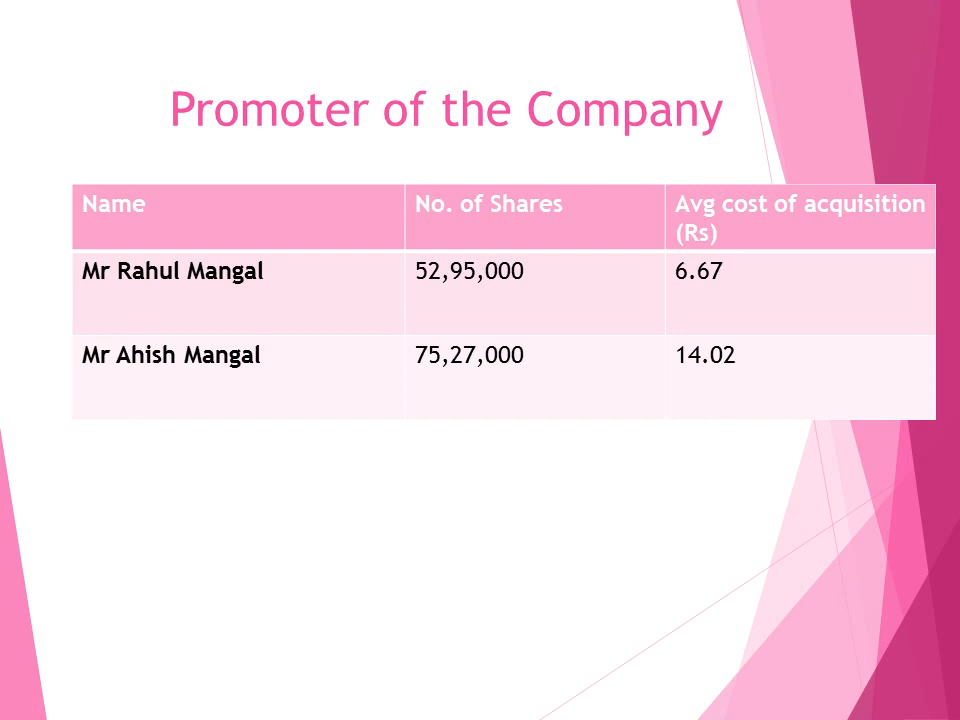 Promoter of the Company
Name No. of Shares Avg cost of acquisition
(Rs)
Mr Rahul Mangal 52,95,000 6.67
Mr Ahish Mangal 75,27,000 14.02